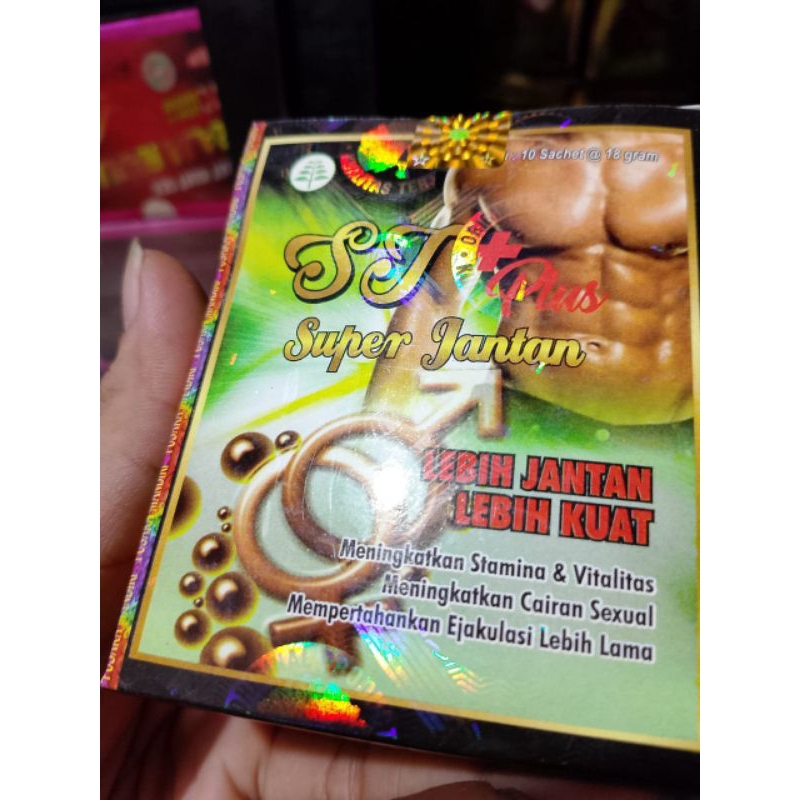 10 Sachet @ 18 gram
SJ
Plus
Super Jantan
LEBIH JANTAN
LEBIH KUAT
Meningkatkan Stamina & Vitalitas
Meningkatkan Cairan Sexual
Mempertahankan Ejakulasi Lebih Lama